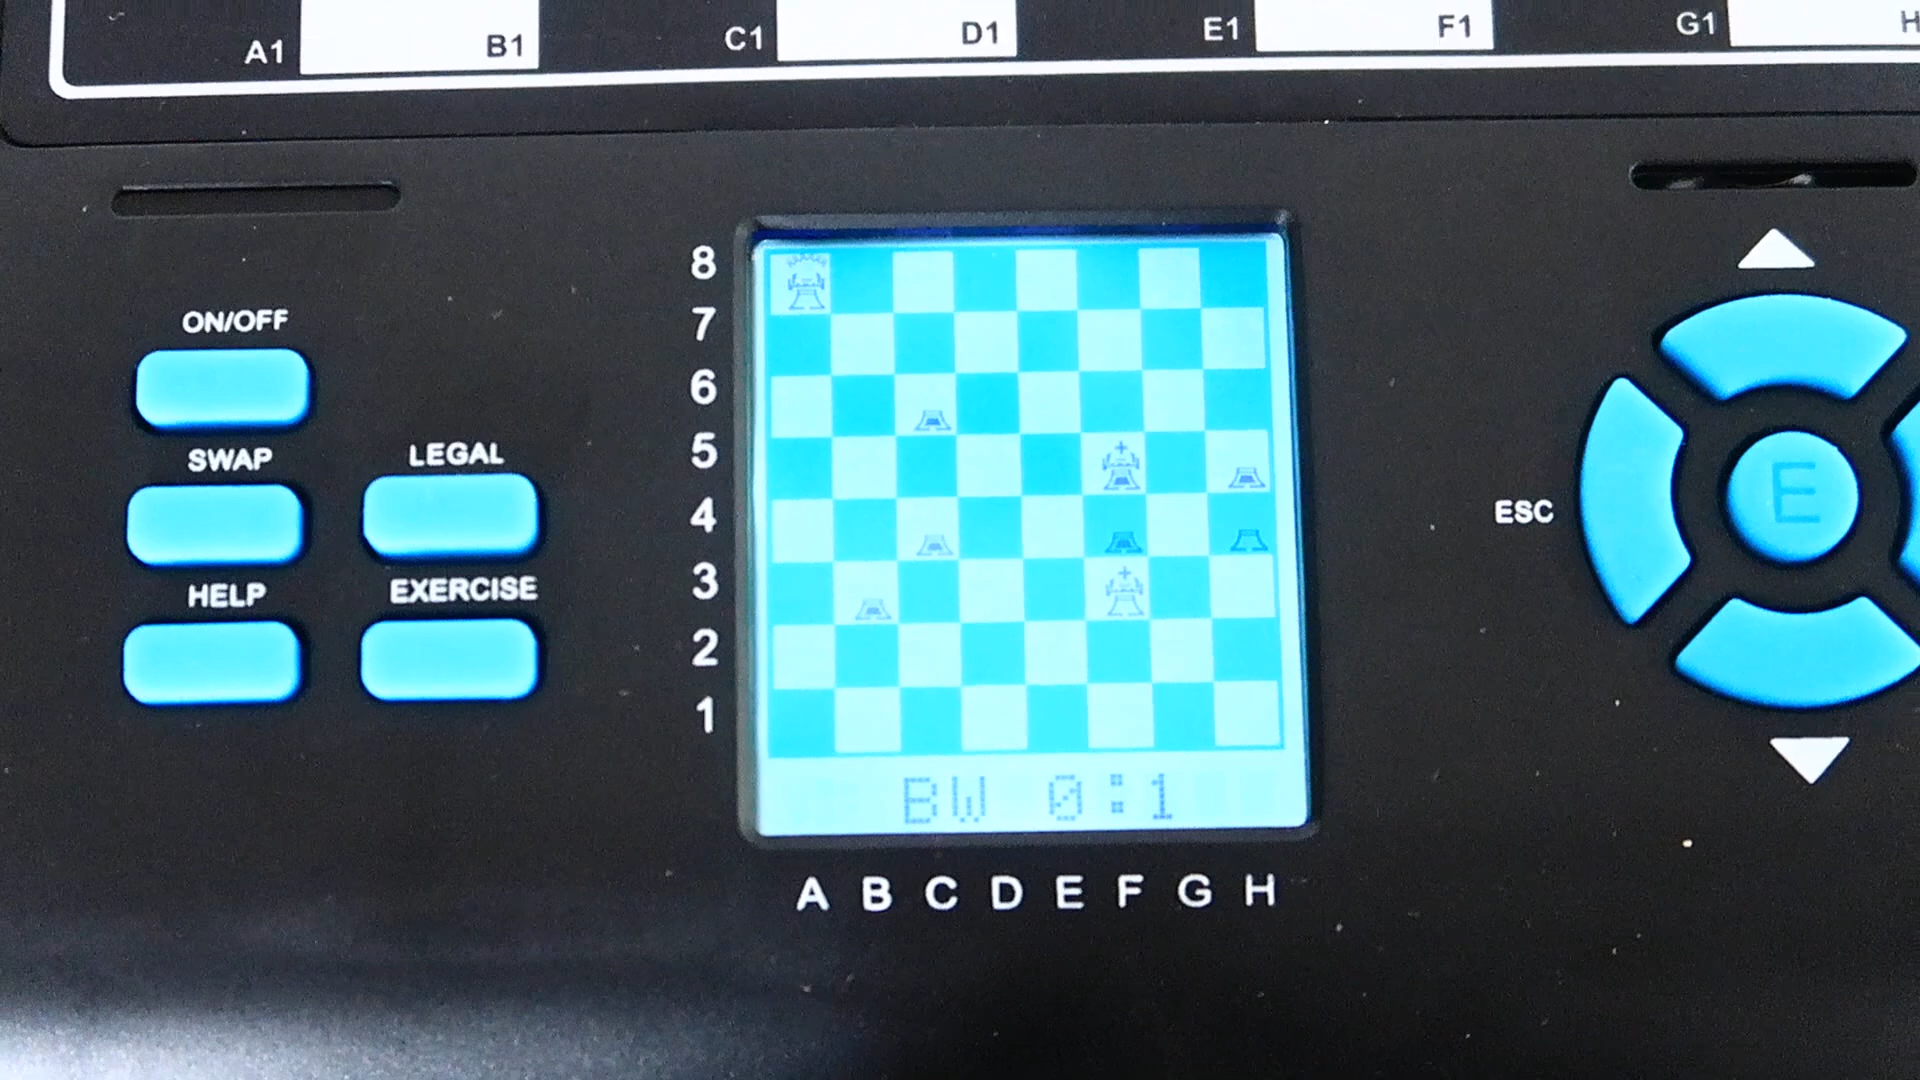 A1 B1 C1 D1 E1 F1 G1 H
ON/OFF
SWAP LEGAL
HELP EXERCISE
8
7
6
5
4
3
2
1
BW 0:1
A B C D E F G H
ESC
E